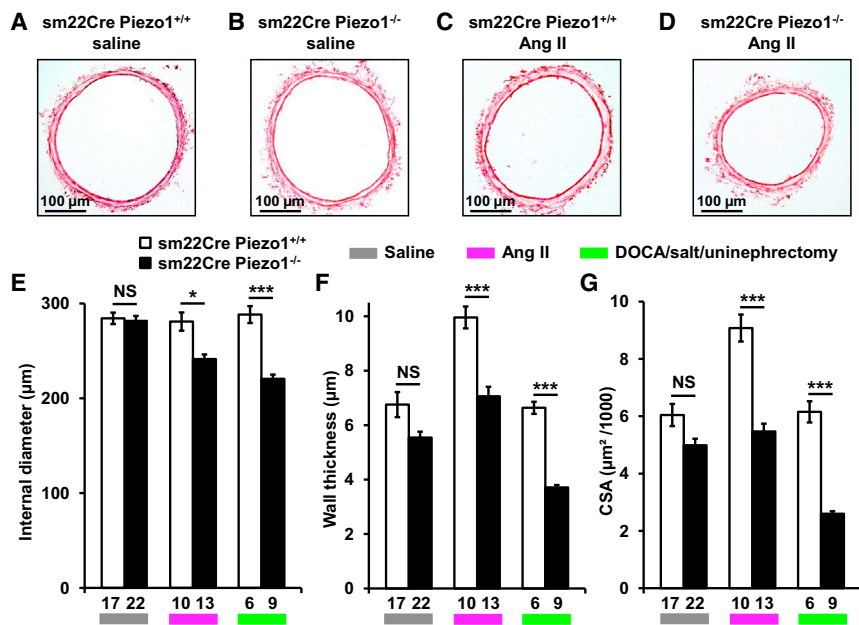 A
sm22Cre Piezo1+/+
saline
B
sm22Cre Piezo1-/-
saline
C
sm22Cre Piezo1+/+
Ang II
D
sm22Cre Piezo1-/-
Ang II
100 µm
100 µm
100 µm
100 µm
sm22Cre Piezo1+/+
sm22Cre Piezo1-/-
Saline
Ang II
DOCA/salt/uninephrectomy
E
Internal diameter (µm)
300
200
100
0
NS
*
***
17 22
10 13
6 9
F
Wall thickness (µm)
10
8
6
4
2
0
NS
***
***
17 22
10 13
6 9
G
CSA (µm² /1000)
10
8
6
4
2
0
NS
***
***
17 22
10 13
6 9